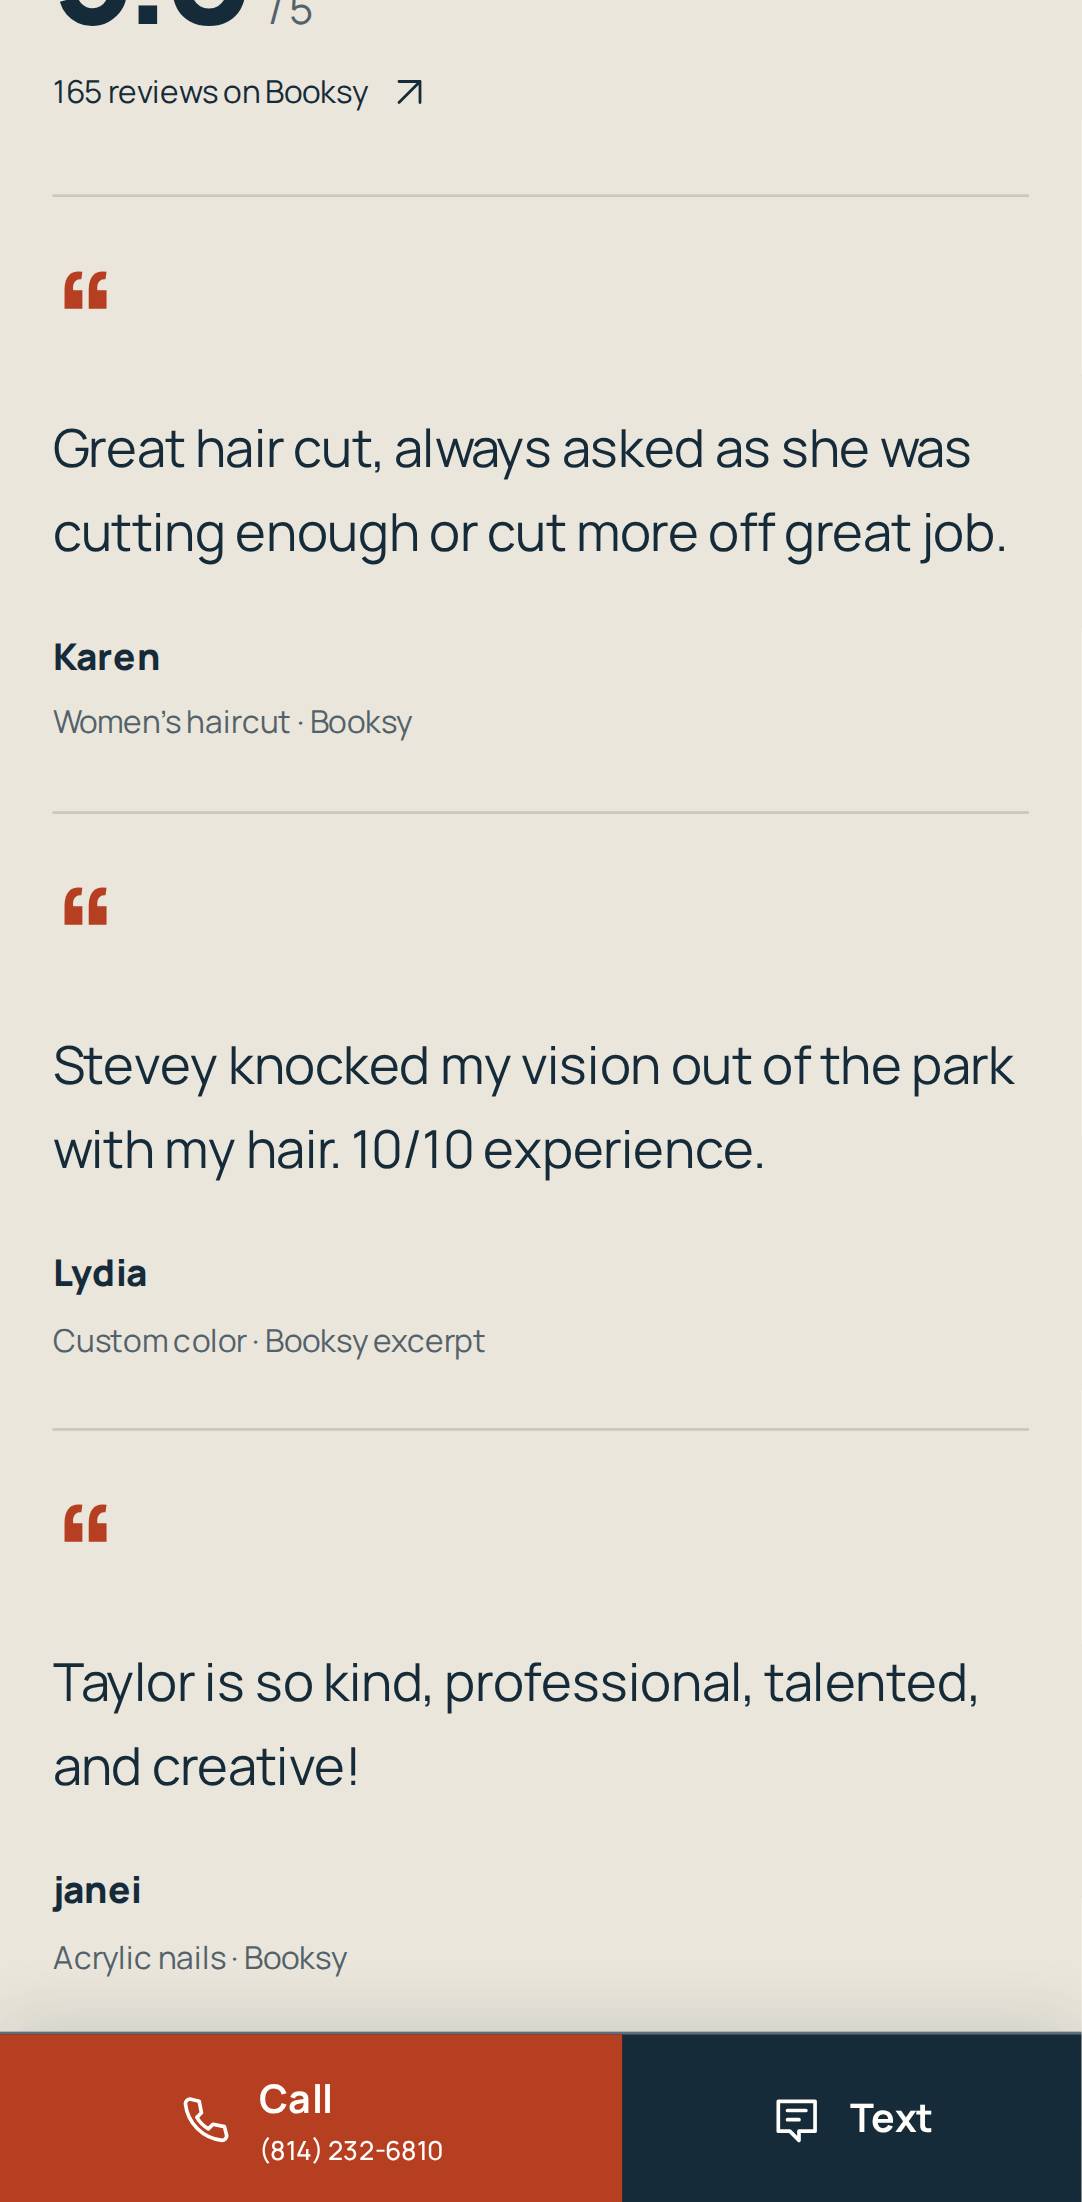 /5
165 reviews on Booksy
“
Great hair cut, always asked as she was
cutting enough or cut more off great job.
Karen
Women’s haircut · Booksy
“
Stevey knocked my vision out of the park
with my hair. 10/10 experience.
Lydia
Custom color · Booksy excerpt
“
Taylor is so kind, professional, talented,
and creative!
janei
Acrylic nails · Booksy
Call
(814) 232-6810
Text